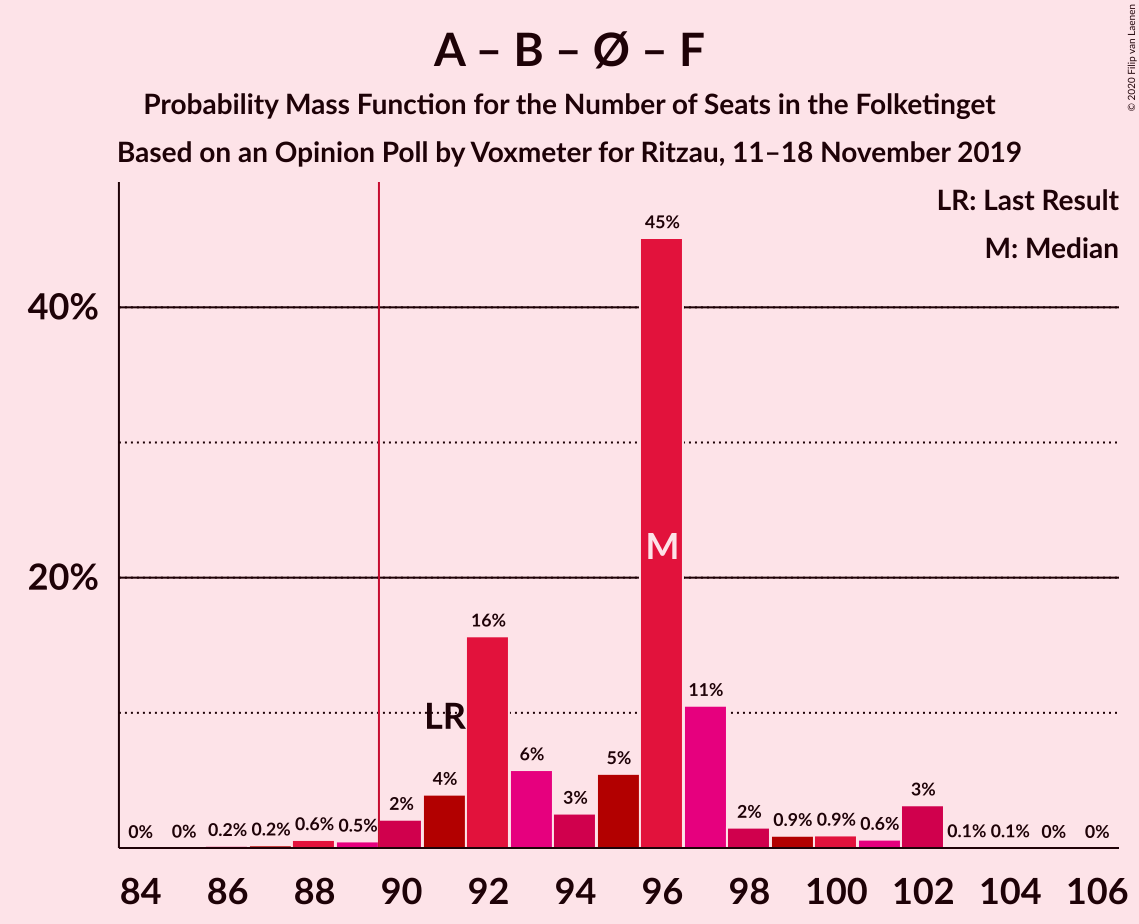 A – B – Ø – F
Probability Mass Function for the Number of Seats in the Folketinget
Based on an Opinion Poll by Voxmeter for Ritzau, 11–18 November 2019
© 2020 Filip van Laenen
LR: Last Result
M: Median
45%
40%
M
20%
16%
11%
LR
6%
5%
4%
3%
3%
2%
2%
0% 0% 0.2% 0.2% 0.6% 0.5% 0.9% 0.9% 0.6% 0.1% 0.1% 0% 0%
84 86 88 90 92 94 96 98 100 102 104 106